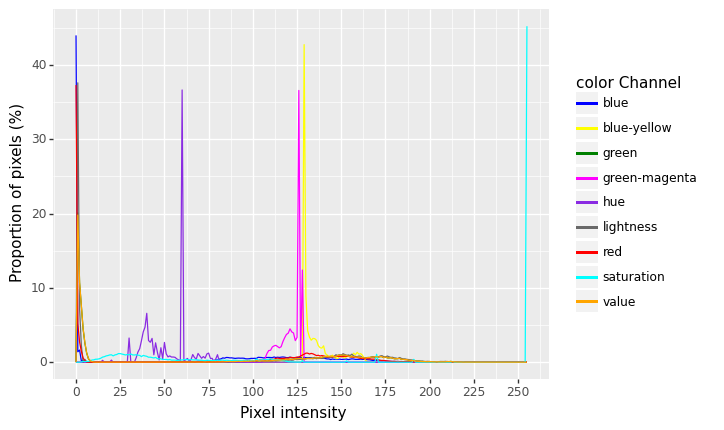 color Channel
blue
blue-yellow
green
green-magenta
hue
lightness
red
saturation
value
Proportion of pixels (%)
40
30
20
10
0
0 25 50 75 100 125 150 175 200 225 250
Pixel intensity